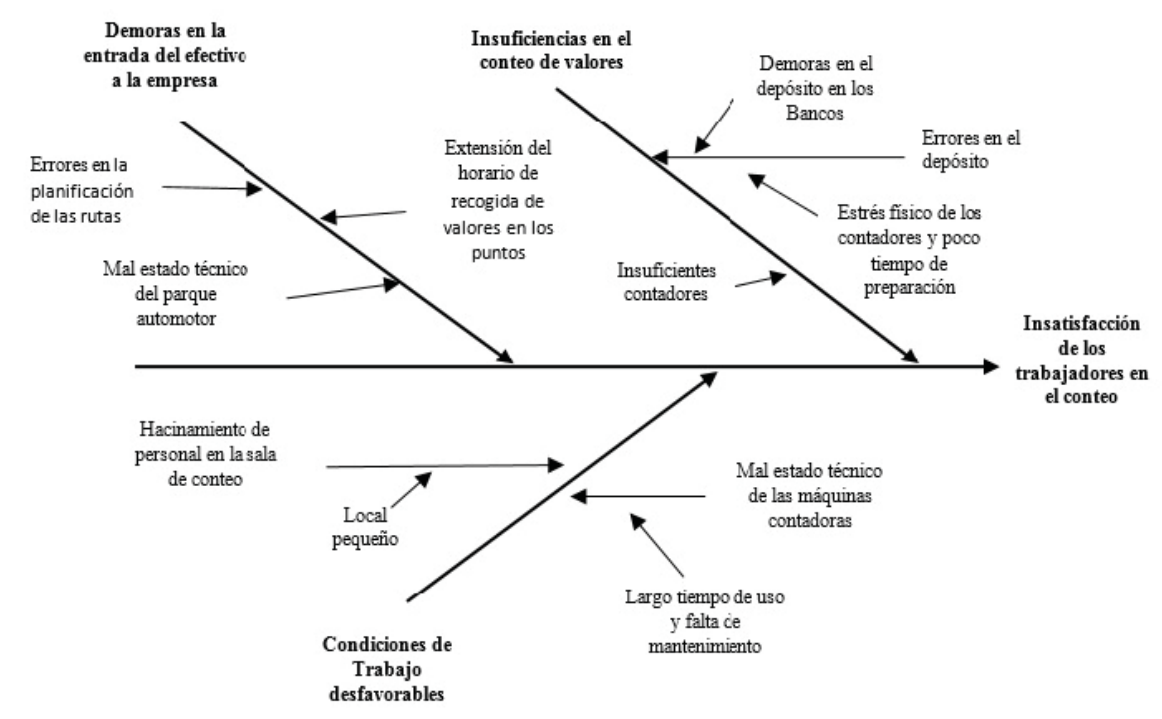 Demoras en la
entrada del efectivo
a la empresa
Insuficiencias en el
conteo de valores
Demoras en el
depósito en los
Bancos
Errores en el
depósito
Errores en la
planificación
de las rutas
Extensión del
horario de
recogida de
valores en los
puntos
Estrés físico de los
contadores y poco
tiempo de
preparación
Mal estado técnico
del parque
automotor
Insuficientes
contadores
Insatisfacción
de los
trabajadores en
el conteo
Hacinamiento de
personal en la sala
de conteo
Local
pequeño
Mal estado técnico
de las máquinas
contadoras
Largo tiempo de uso
y falta de
mantenimiento
Condiciones de
Trabajo
desfavorables